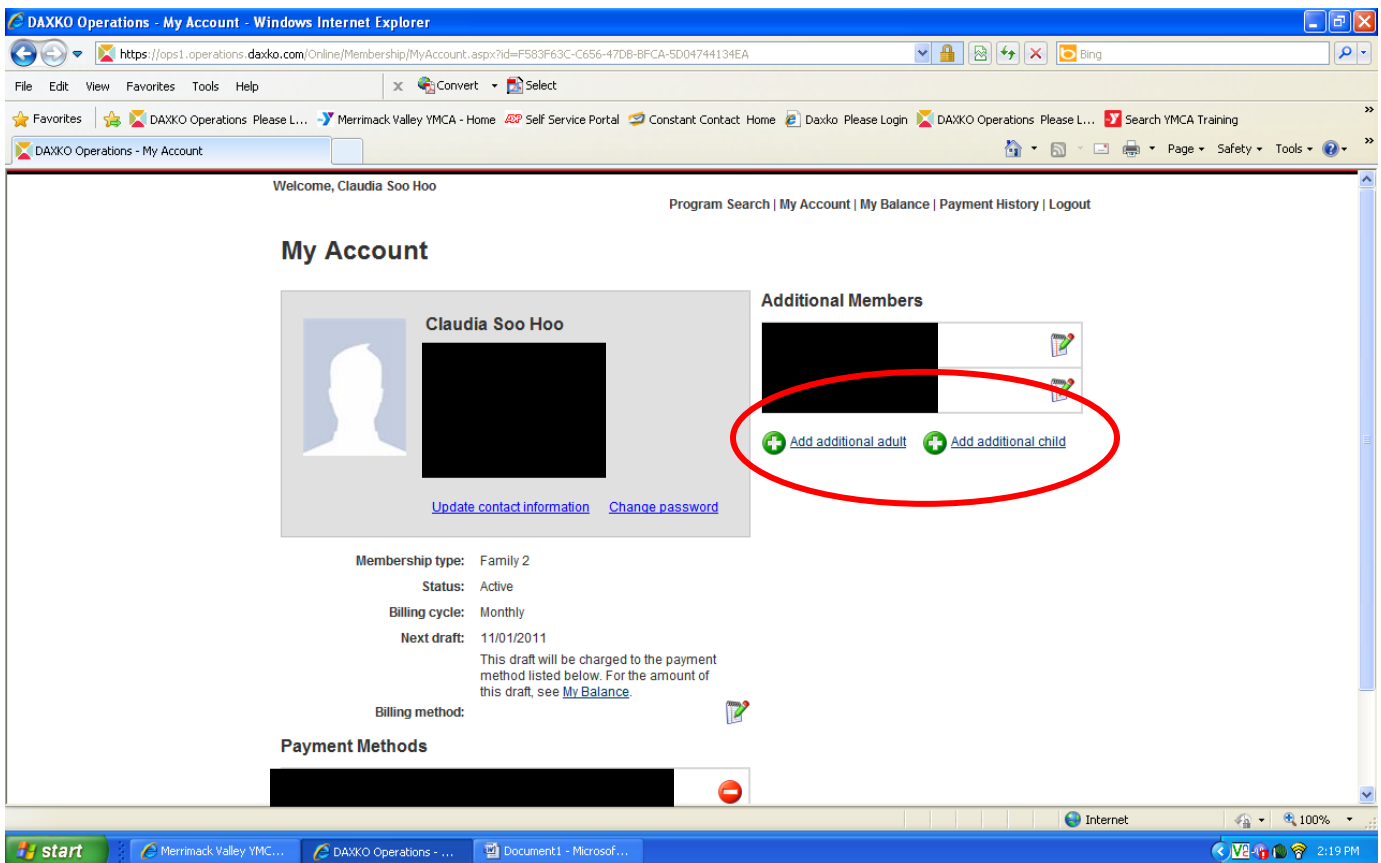 DAXKO Operations - My Account - Windows Internet Explorer
https://ops1.operations.daxko.com/Online/Membership/MyAccount.aspx?id=F583F63C-C656-47DB-BFCA-5D04744134EA
Bing
File Edit View Favorites Tools Help
x Convert Select
Favorites DAXKO Operations Please L... Merrimack Valley YMCA - Home Self Service Portal Constant Contact Home Daxko Please Login DAXKO Operations Please L... Search YMCA Training »
DAXKO Operations - My Account
Page Safety Tools »
Welcome, Claudia Soo Hoo
Program Search | My Account | My Balance | Payment History | Logout
My Account
Claudia Soo Hoo
Update contact information Change password
Additional Members
Add additional adult Add additional child
Membership type: Family 2
Status: Active
Billing cycle: Monthly
Next draft: 11/01/2011
This draft will be charged to the payment
method listed below. For the amount of
this draft, see My Balance.
Billing method:
Payment Methods
Internet 100%
start Merrimack Valley YMC... DAXKO Operations - ... Document1 - Microsof... 2:19 PM